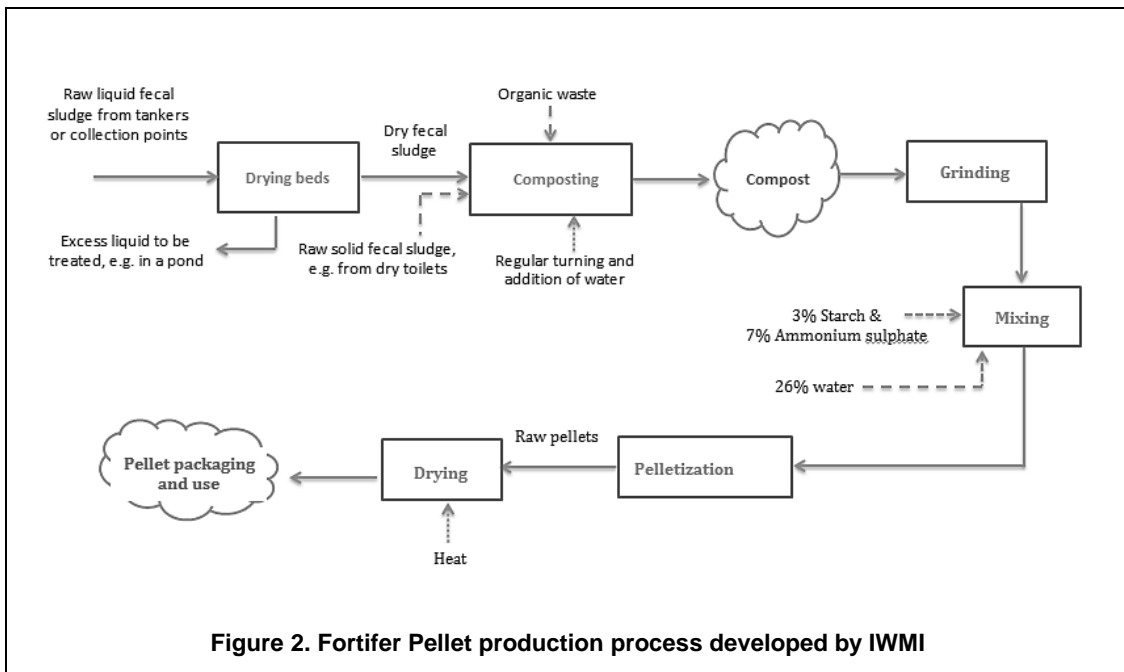 Raw liquid fecal
sludge from tankers
or collection points
Drying beds
Excess liquid to be
treated, e.g. in a pond
Dry fecal
sludge
Raw solid fecal sludge,
e.g. from dry toilets
Organic waste
Composting
Regular turning and
addition of water
Compost
Grinding
3% Starch &
7% Ammonium sulphate
26% water
Mixing
Pelletization
Raw pellets
Drying
Heat
Pellet packaging
and use
Figure 2. Fortifer Pellet production process developed by IWMI